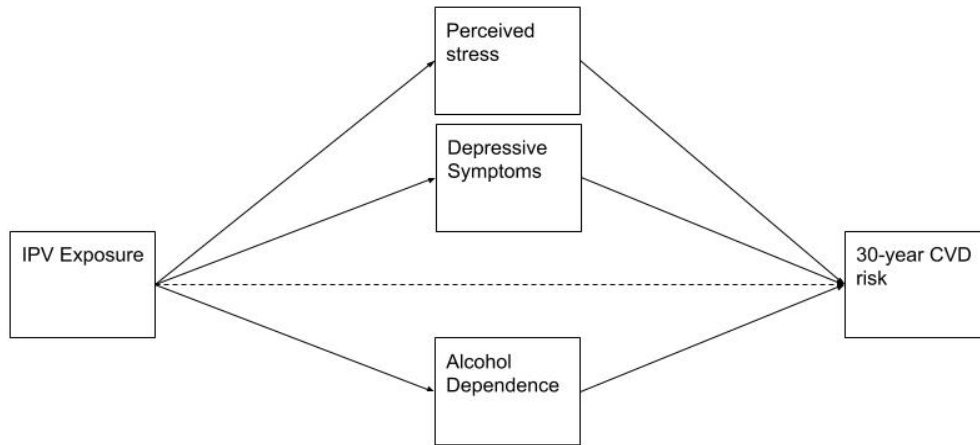 Perceived
stress
Depressive
Symptoms
IPV Exposure
30-year CVD
risk
Alcohol
Dependence